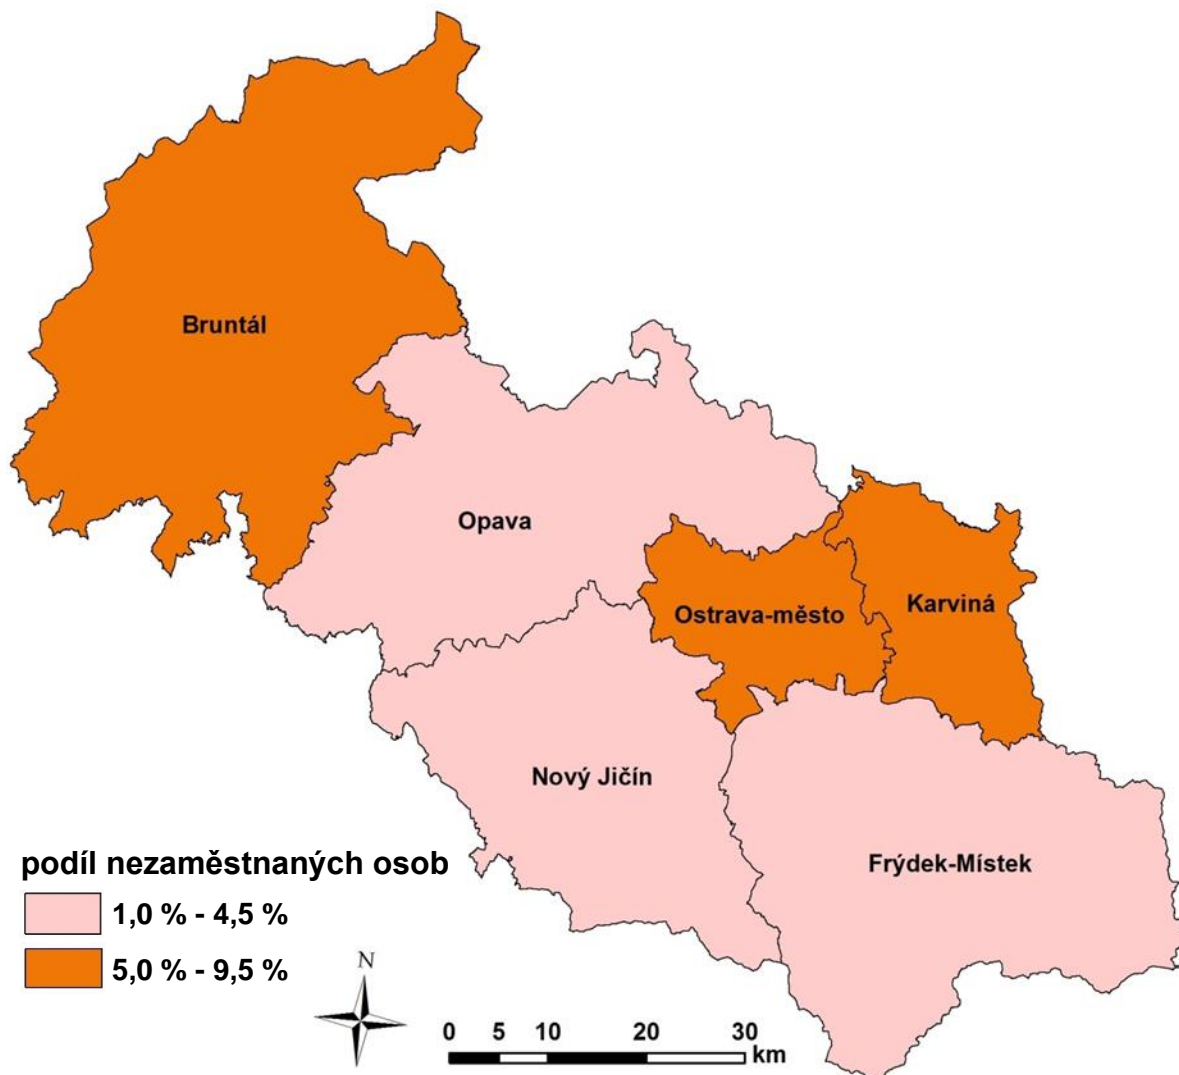 Bruntál
Opava
Ostrava-město
Karviná
Nový Jičín
Frýdek-Místek
podíl nezaměstnaných osob
1,0 % - 4,5 %
5,0 % - 9,5 %
N
0 5 10 20 30
km